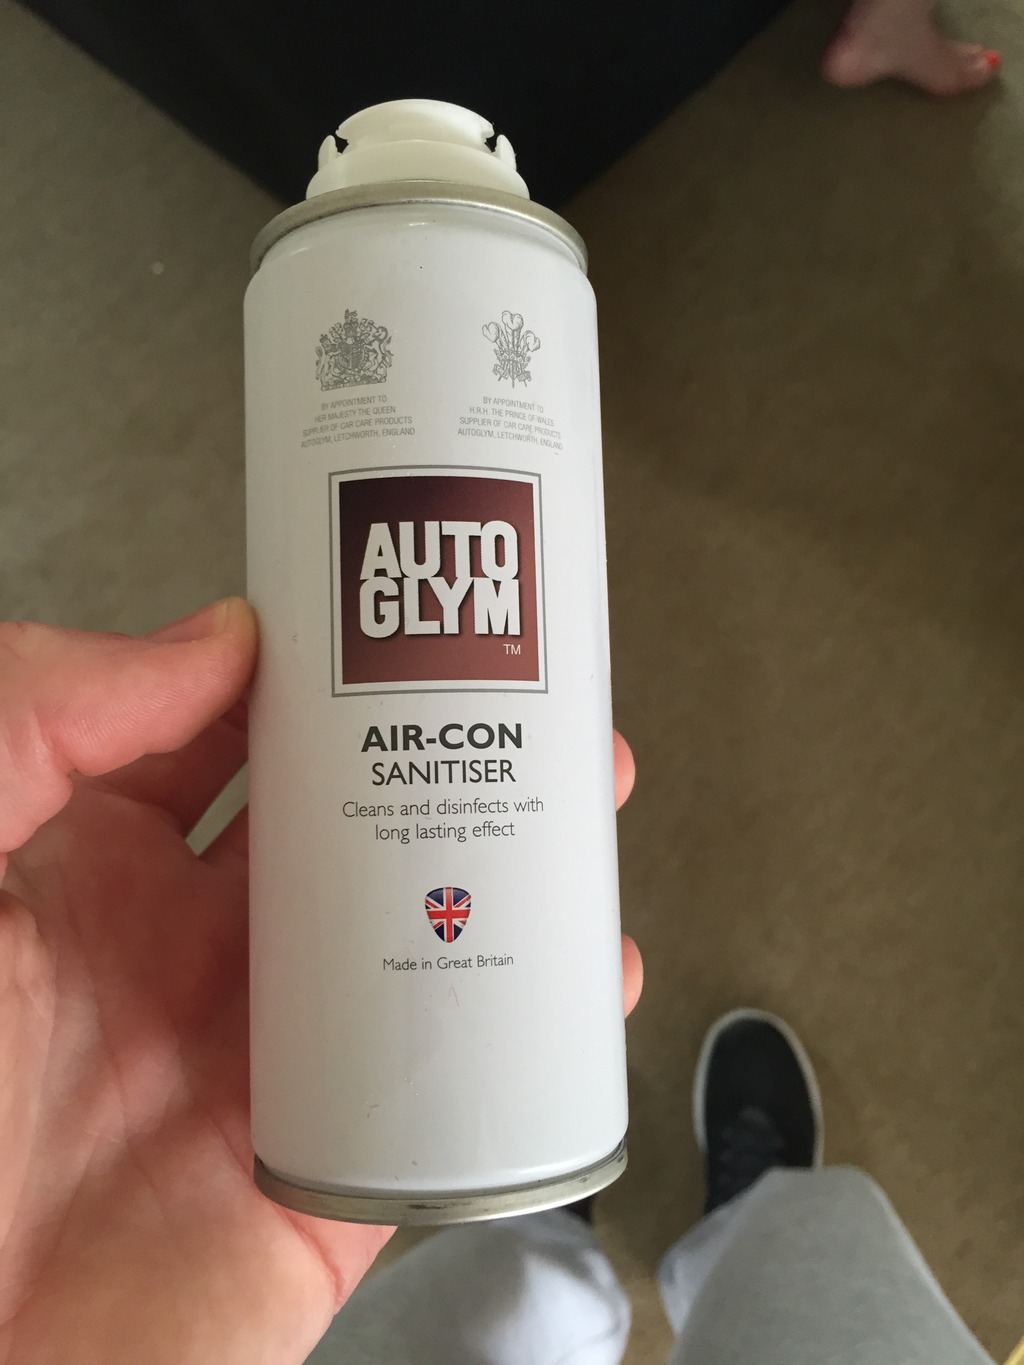 BY APPOINTMENT TO
HER MAJESTY THE QUEEN
SUPPLIER OF CAR CARE PRODUCTS
AUTOGLYM, LETCHWORTH, ENGLAND
BY APPOINTMENT TO
H.R.H. THE PRINCE OF WALES
SUPPLIER OF CAR CARE PRODUCTS
AUTOGLYM, LETCHWORTH, ENGLAND
AUTO
GLYM
TM
AIR-CON
SANITISER
Cleans and disinfects with
long lasting effect
Made in Great Britain